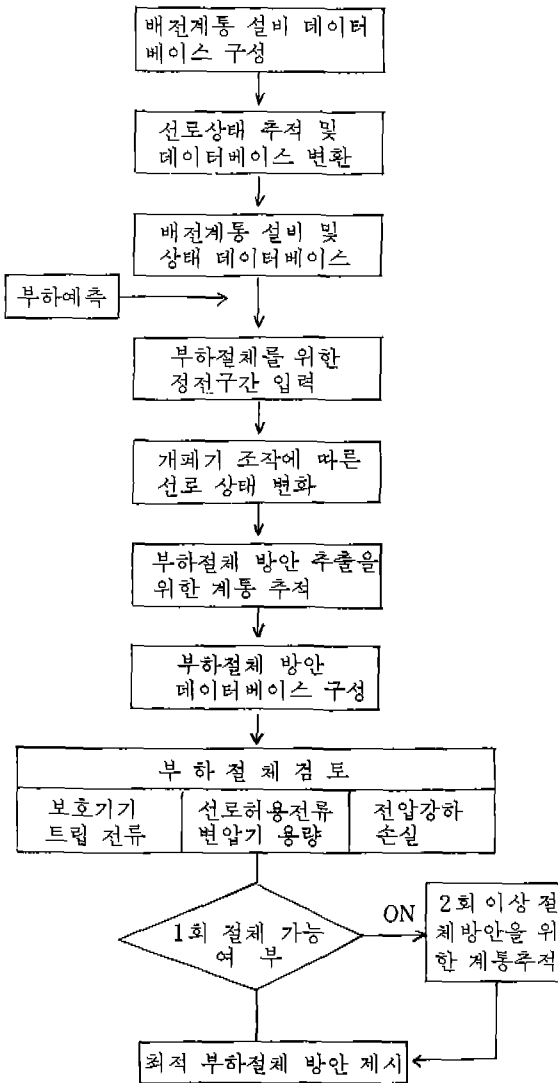 배전계통 설비 데이터
베이스 구성
선로상태 추적 및
데이터베이스 변환
배전계통 설비 및
상태 데이터베이스
부하예측
부하절체를 위한
정전구간 입력
개폐기 조작에 따른
선로 상태 변화
부하절체 방안 추출을
위한 계통 추적
부하절체 방안
데이터베이스 구성
부하절체검토
보호기기
트립 전류
선로허용전류
변압기 용량
전압강하
손실
1회 절체 가능
여 부
ON
2회 이상 절
체방안을 위
한 계통추적
최적 부하절체 방안 제시